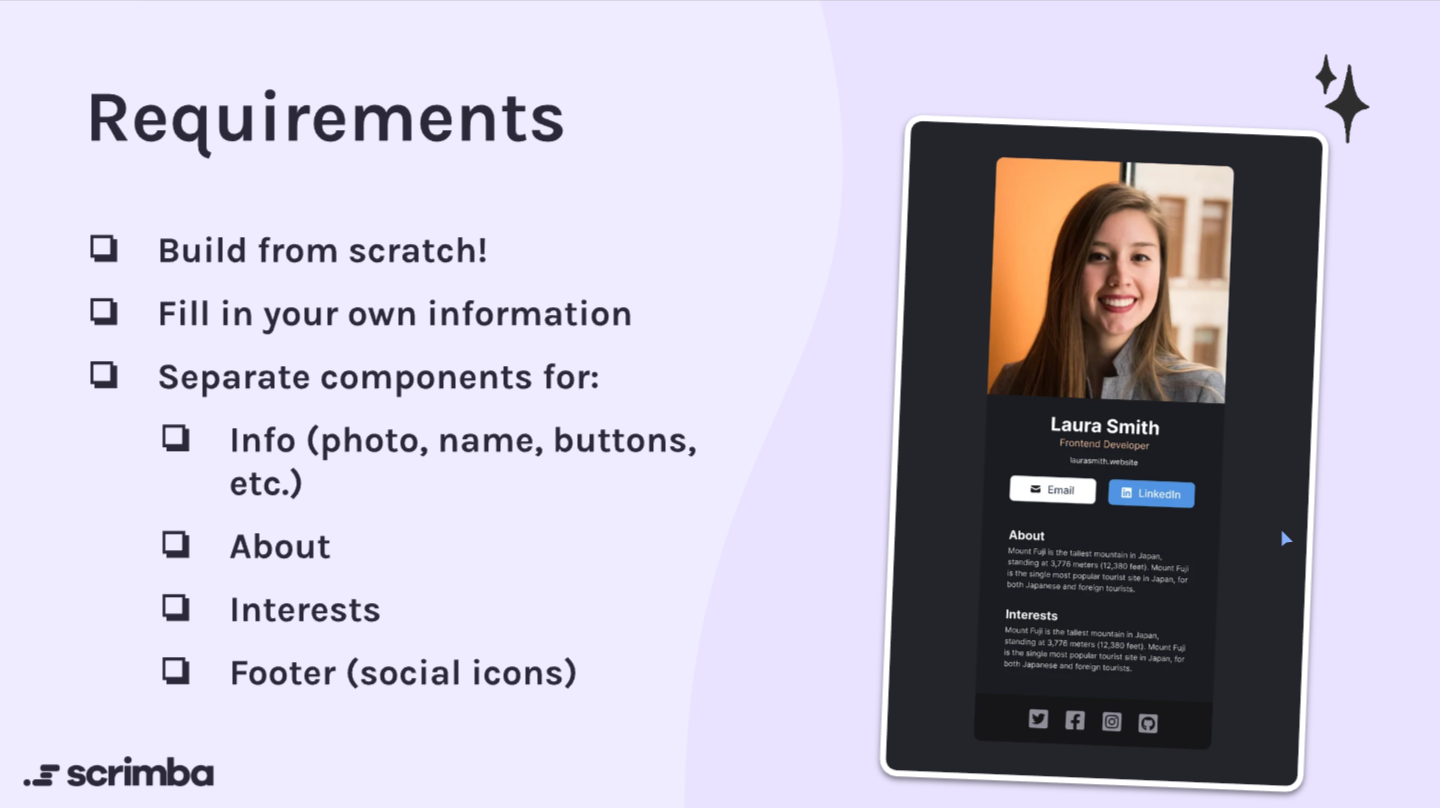 Requirements
Build from scratch!
Fill in your own information
Separate components for:
Info (photo, name, buttons,
etc.)
About
Interests
Footer (social icons)
scrimba
Laura Smith
Frontend Developer
laurasmith.website
Email
LinkedIn
About
Mount Fuji is the tallest mountain in Japan,
standing at 3,776 meters (12,380 feet). Mount Fuji
is the single most popular tourist site in Japan, for
both Japanese and foreign tourists.
Interests
Mount Fuji is the tallest mountain in Japan,
standing at 3,776 meters (12,380 feet). Mount Fuji
is the single most popular tourist site in Japan, for
both Japanese and foreign tourists.